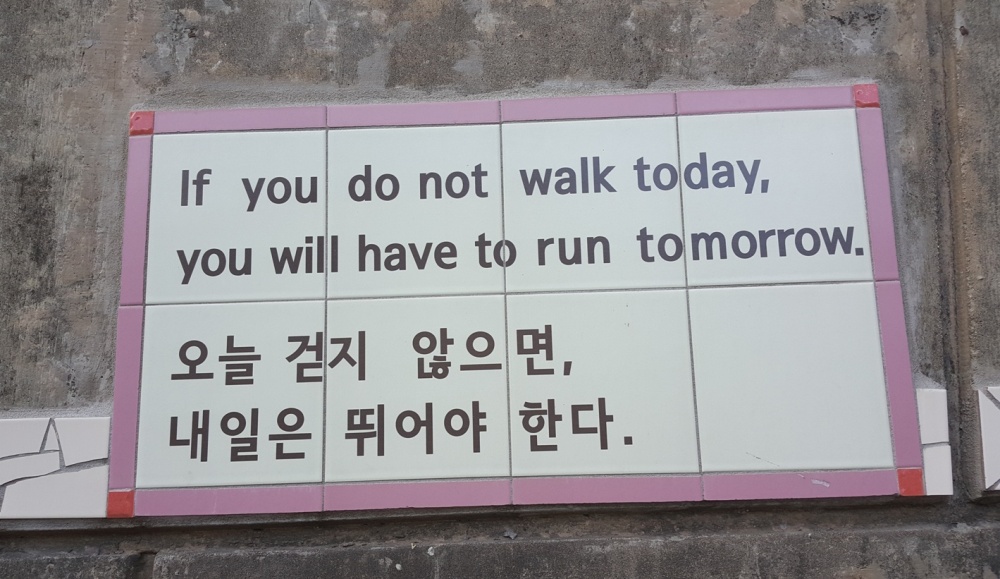 If you do not walk today,
you will have to run tomorrow.
오늘 걷지 않으면,
내일은 뛰어야 한다.